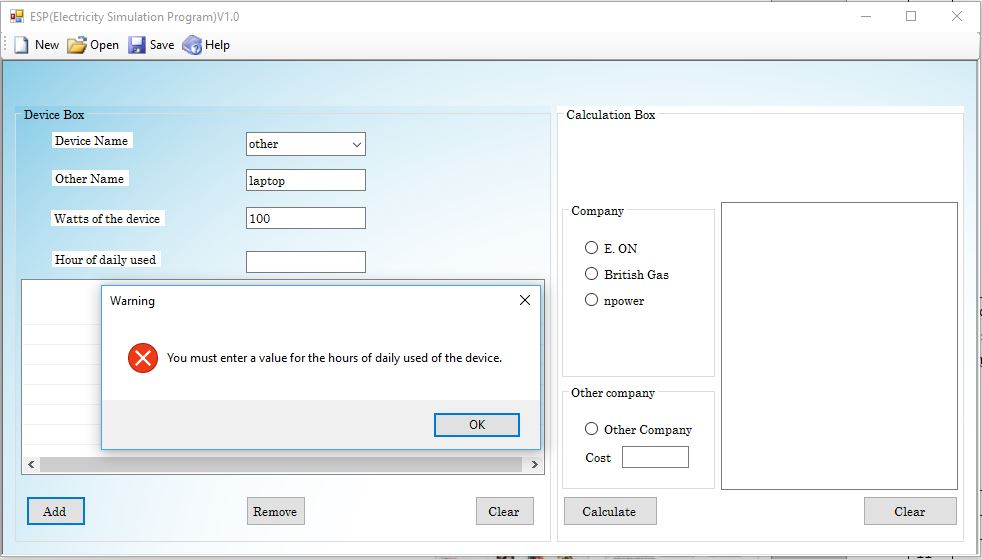 ESP(Electricity Simulation Program)V1.0
New Open Save Help
Device Box
Device Name other
Other Name laptop
Watts of the device 100
Hour of daily used
Warning
You must enter a value for the hours of daily used of the device.
OK
Add Remove Clear
Calculation Box
Company
E. ON
British Gas
npower
Other company
Other Company
Cost
Calculate Clear